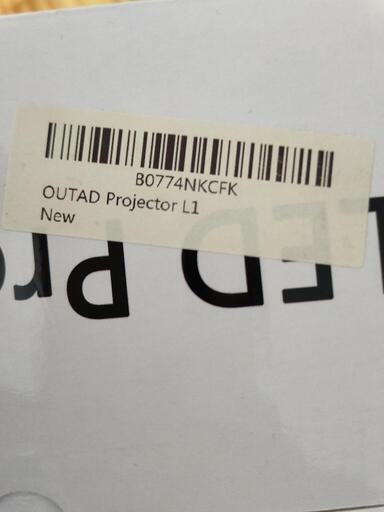 B0774NKCFK
OUTAD Projector L1
New